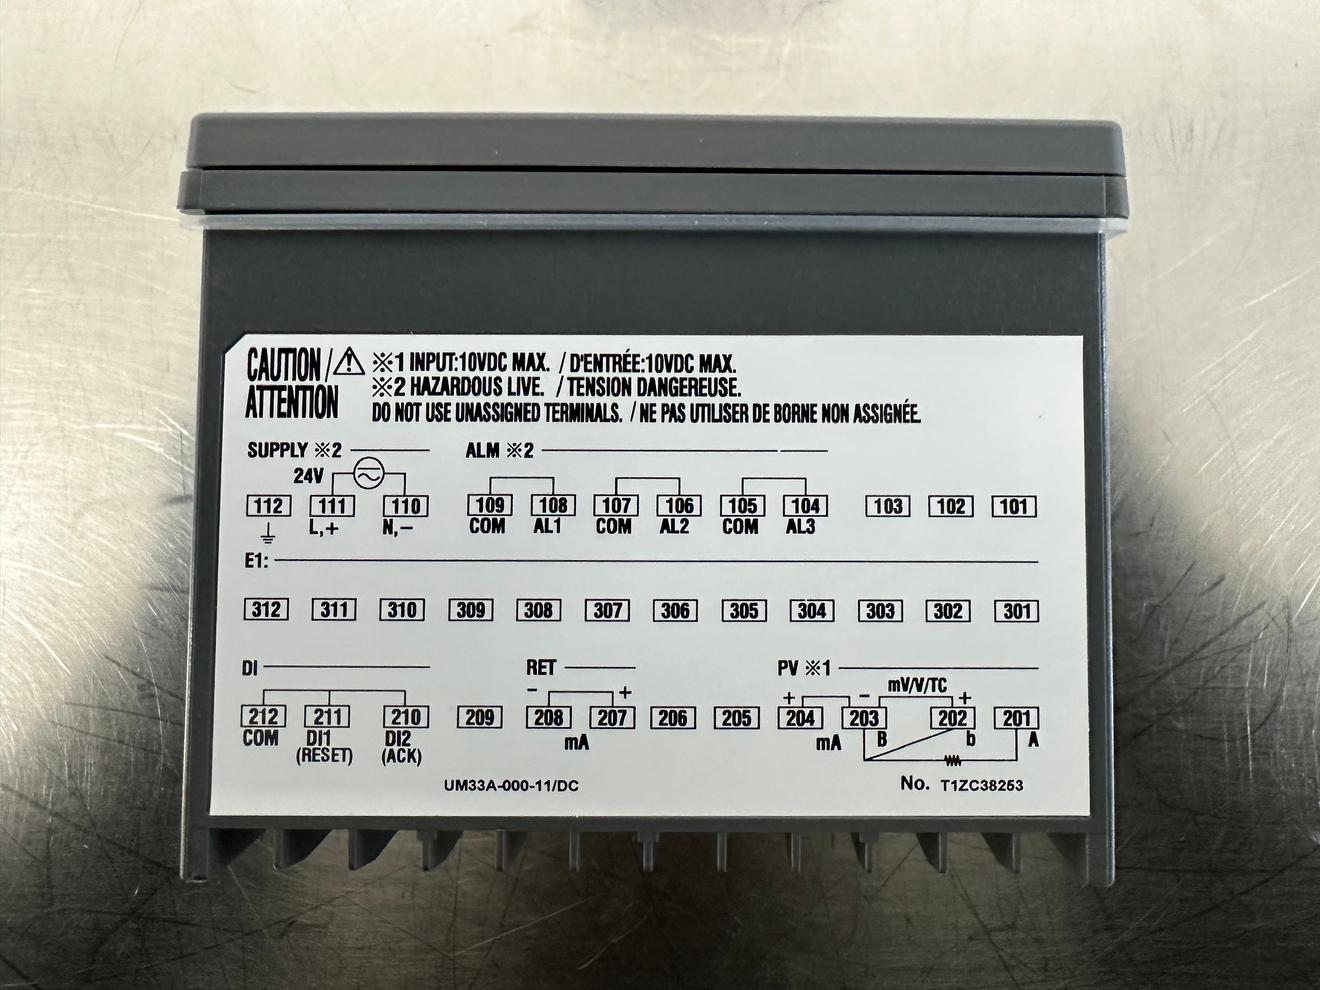 CAUTION / ⚠ ※1 INPUT:10VDC MAX. / D'ENTRÉE:10VDC MAX.
ATTENTION ※2 HAZARDOUS LIVE. / TENSION DANGEREUSE.
DO NOT USE UNASSIGNED TERMINALS. / NE PAS UTILISER DE BORNE NON ASSIGNÉE.
SUPPLY ※2 ALM ※2
24V
112 111 110 109 108 107 106 105 104 103 102 101
L,+ N,− COM AL1 COM AL2 COM AL3
E1:
312 311 310 309 308 307 306 305 304 303 302 301
DI RET PV ※1
mV/V/TC
− + + − +
212 211 210 209 208 207 206 205 204 203 202 201
COM DI1 DI2 mA mA B b A
(RESET) (ACK)
UM33A-000-11/DC No. T1ZC38253